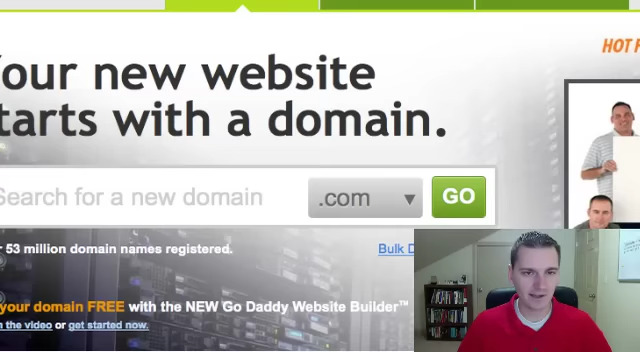 HOT
our new website
tarts with a domain.
Search for a new domain
.com
GO
53 million domain names registered.
Bulk
your domain FREE with the NEW Go Daddy Website Builder™
the video or get started now.